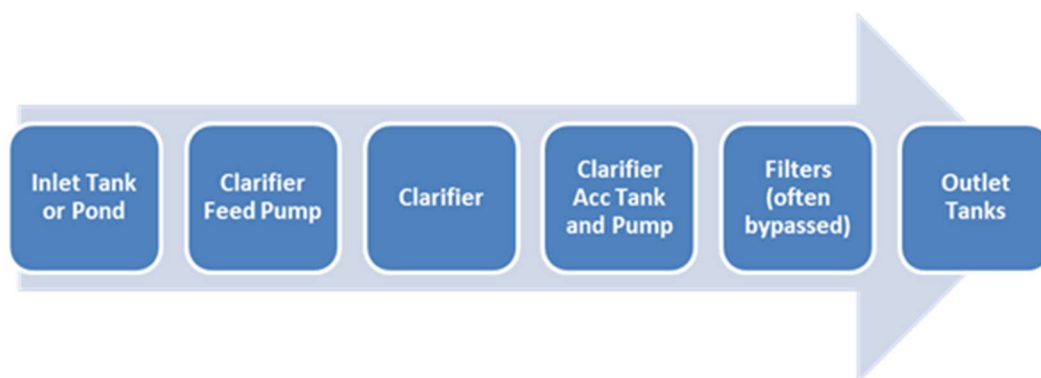 Inlet Tank
or Pond
Clarifier
Feed Pump
Clarifier
Clarifier
Acc Tank
and Pump
Filters
(often
bypassed)
Outlet
Tanks